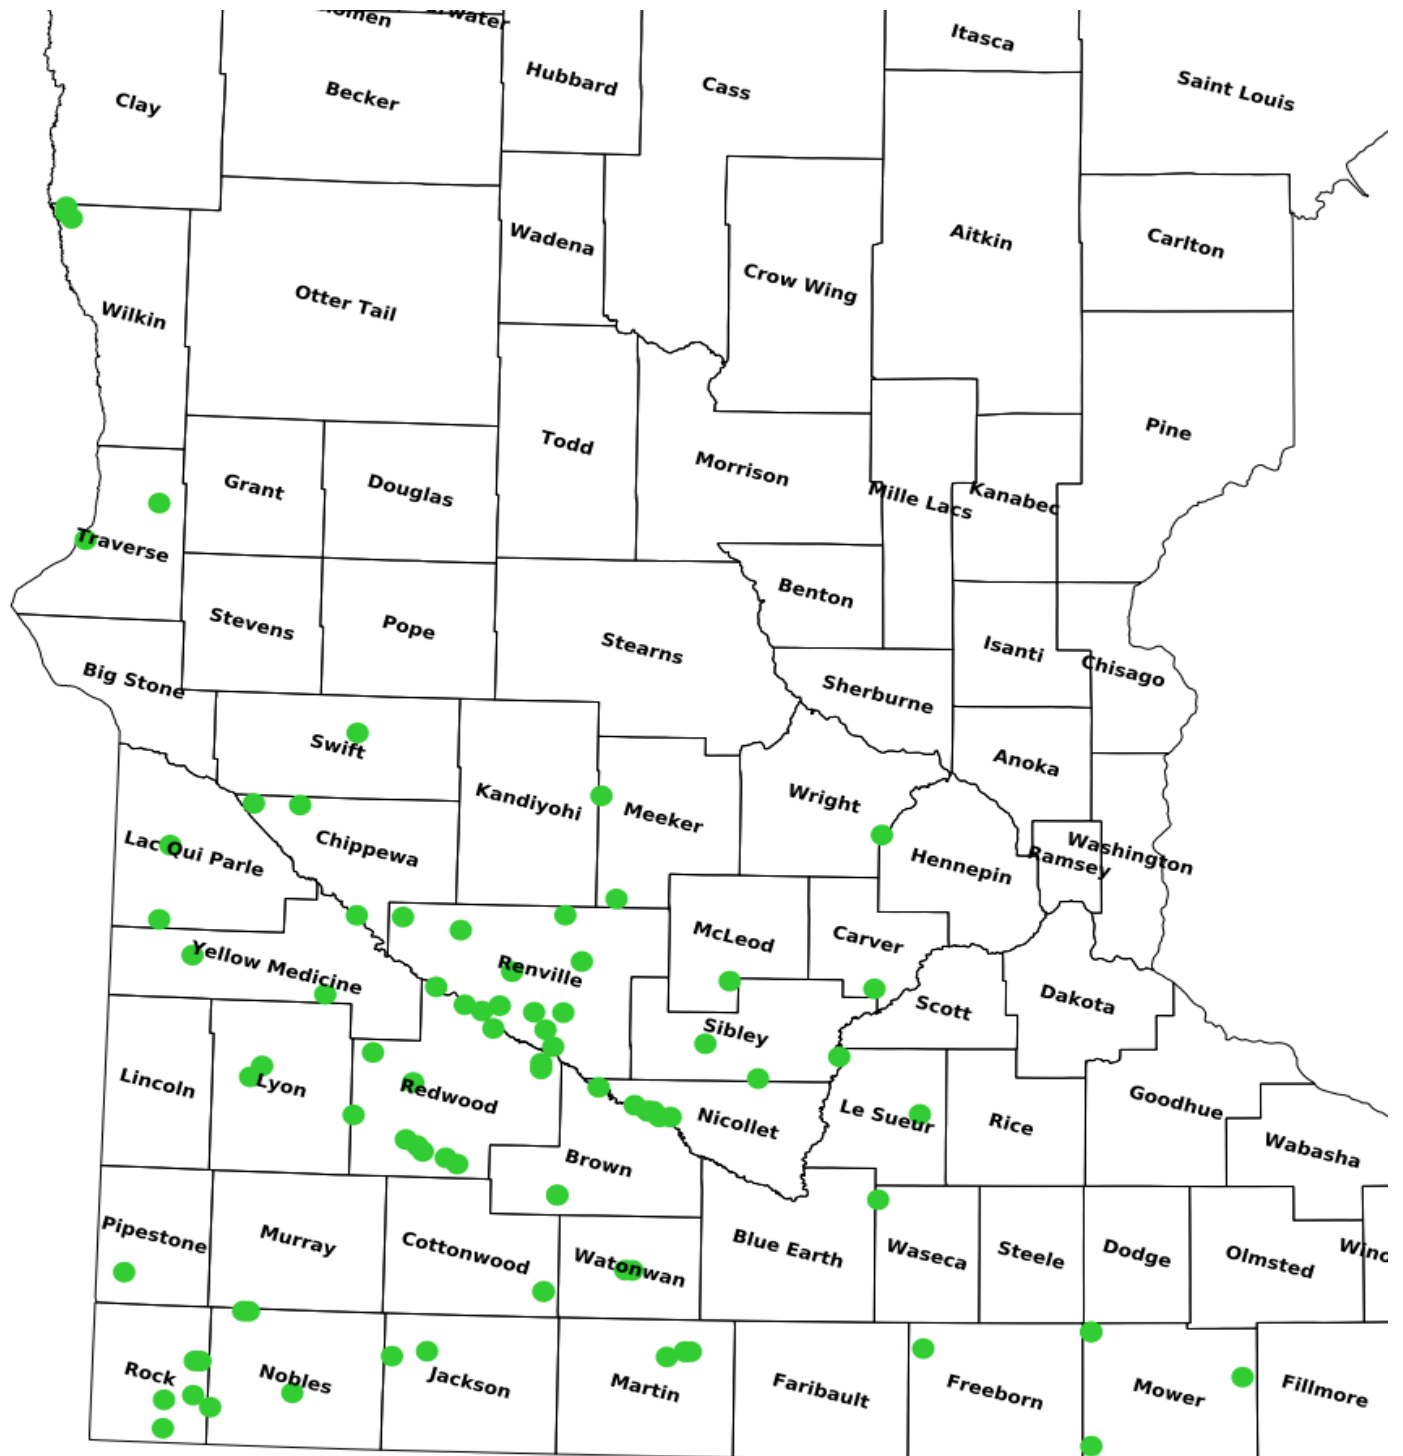 Itasca
Hubbard
Cass
Saint Louis
Clay
Becker
Wadena
Aitkin
Carlton
Crow Wing
Otter Tail
Wilkin
Pine
Todd
Morrison
Grant
Douglas
Mille Lacs
Kanabec
Traverse
Benton
Stevens
Pope
Stearns
Isanti
Chisago
Big Stone
Sherburne
Swift
Anoka
Kandiyohi
Wright
Meeker
Lac Qui Parle
Chippewa
Hennepin
Ramsey
Washington
McLeod
Carver
Yellow Medicine
Renville
Scott
Dakota
Sibley
Lincoln
Lyon
Redwood
Nicollet
Le Sueur
Rice
Goodhue
Wabasha
Brown
Pipestone
Murray
Cottonwood
Watonwan
Blue Earth
Waseca
Steele
Dodge
Olmsted
Rock
Nobles
Jackson
Martin
Faribault
Freeborn
Mower
Fillmore